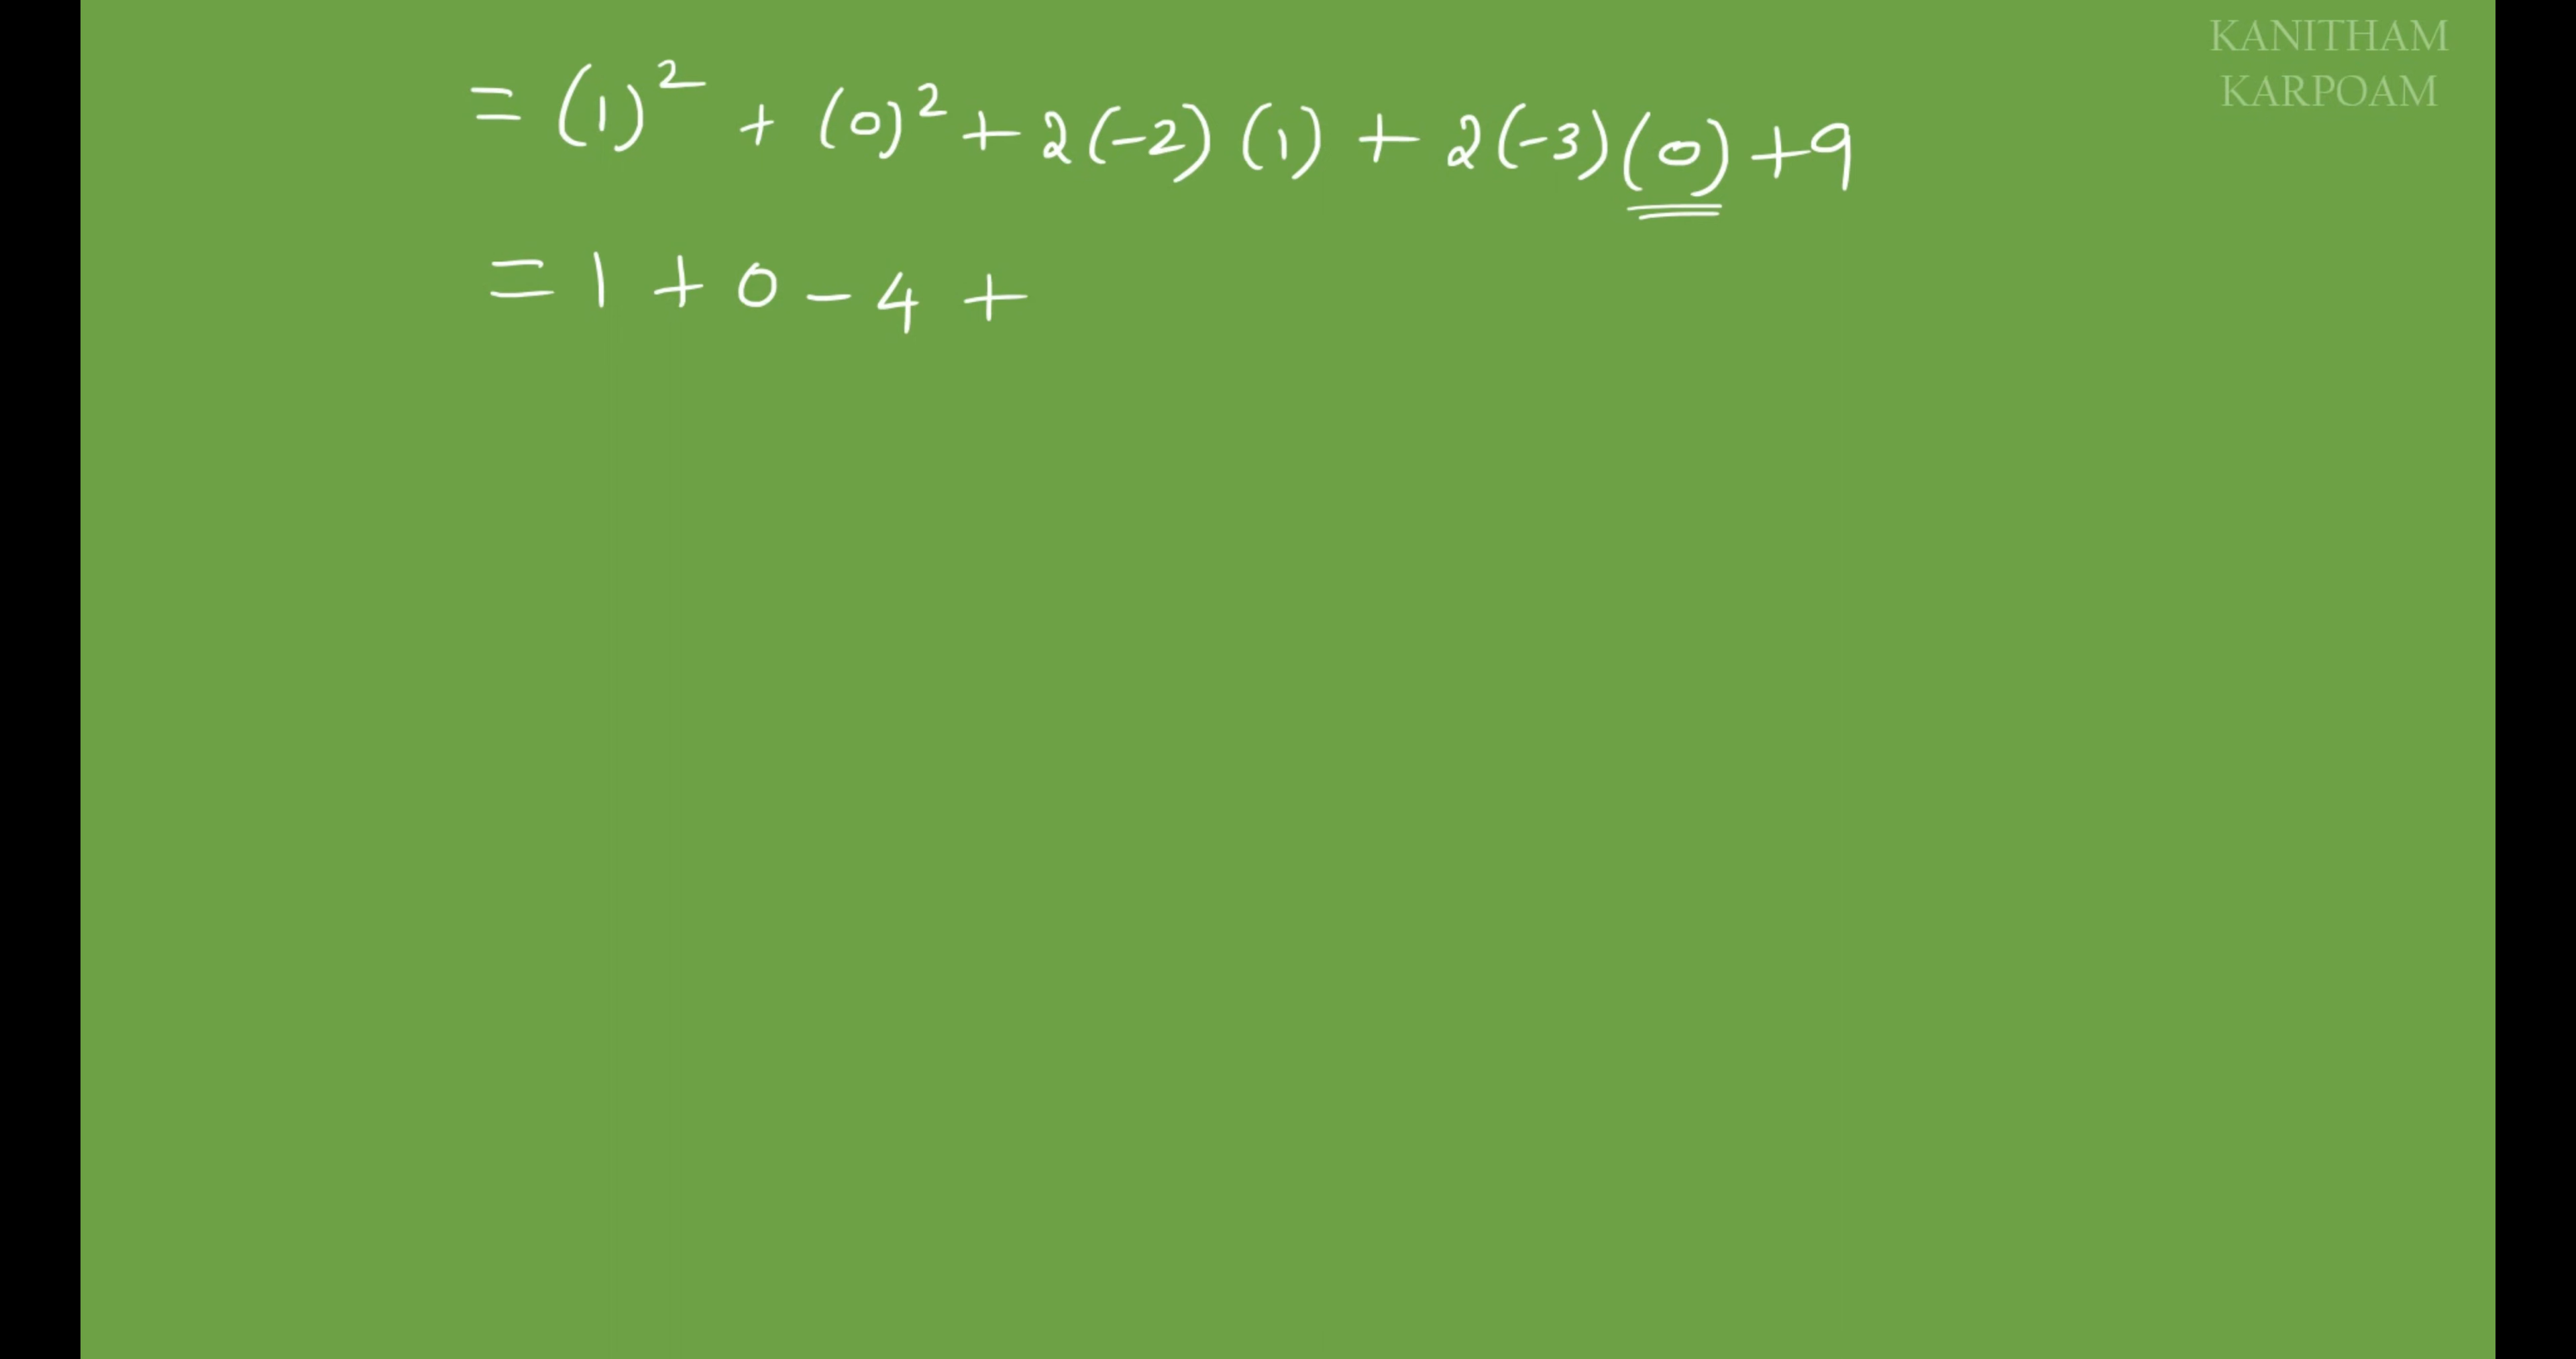 KANITHAM
KARPOAM
= (1)² + (0)² + 2(-2)(1) + 2(-3)(0) + 9
= 1 + 0 - 4 +